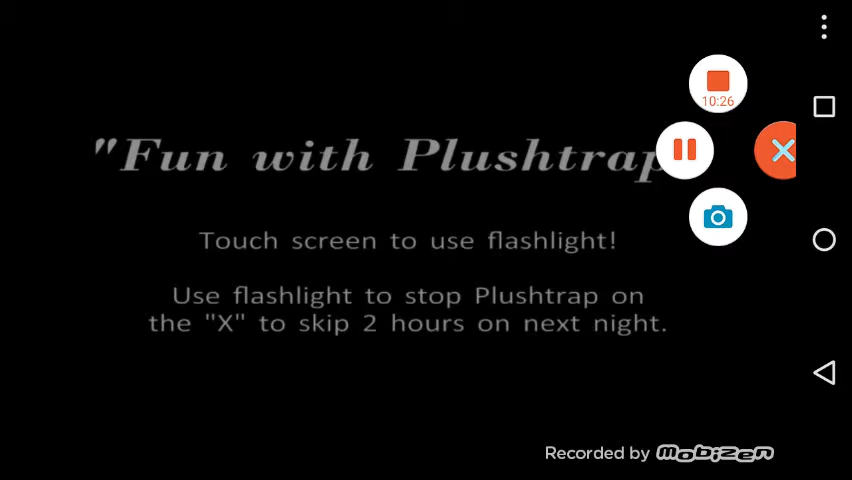 10:26
"Fun with Plushtrap
Touch screen to use flashlight!
Use flashlight to stop Plushtrap on
the "X" to skip 2 hours on next night.
Recorded by Mobizen